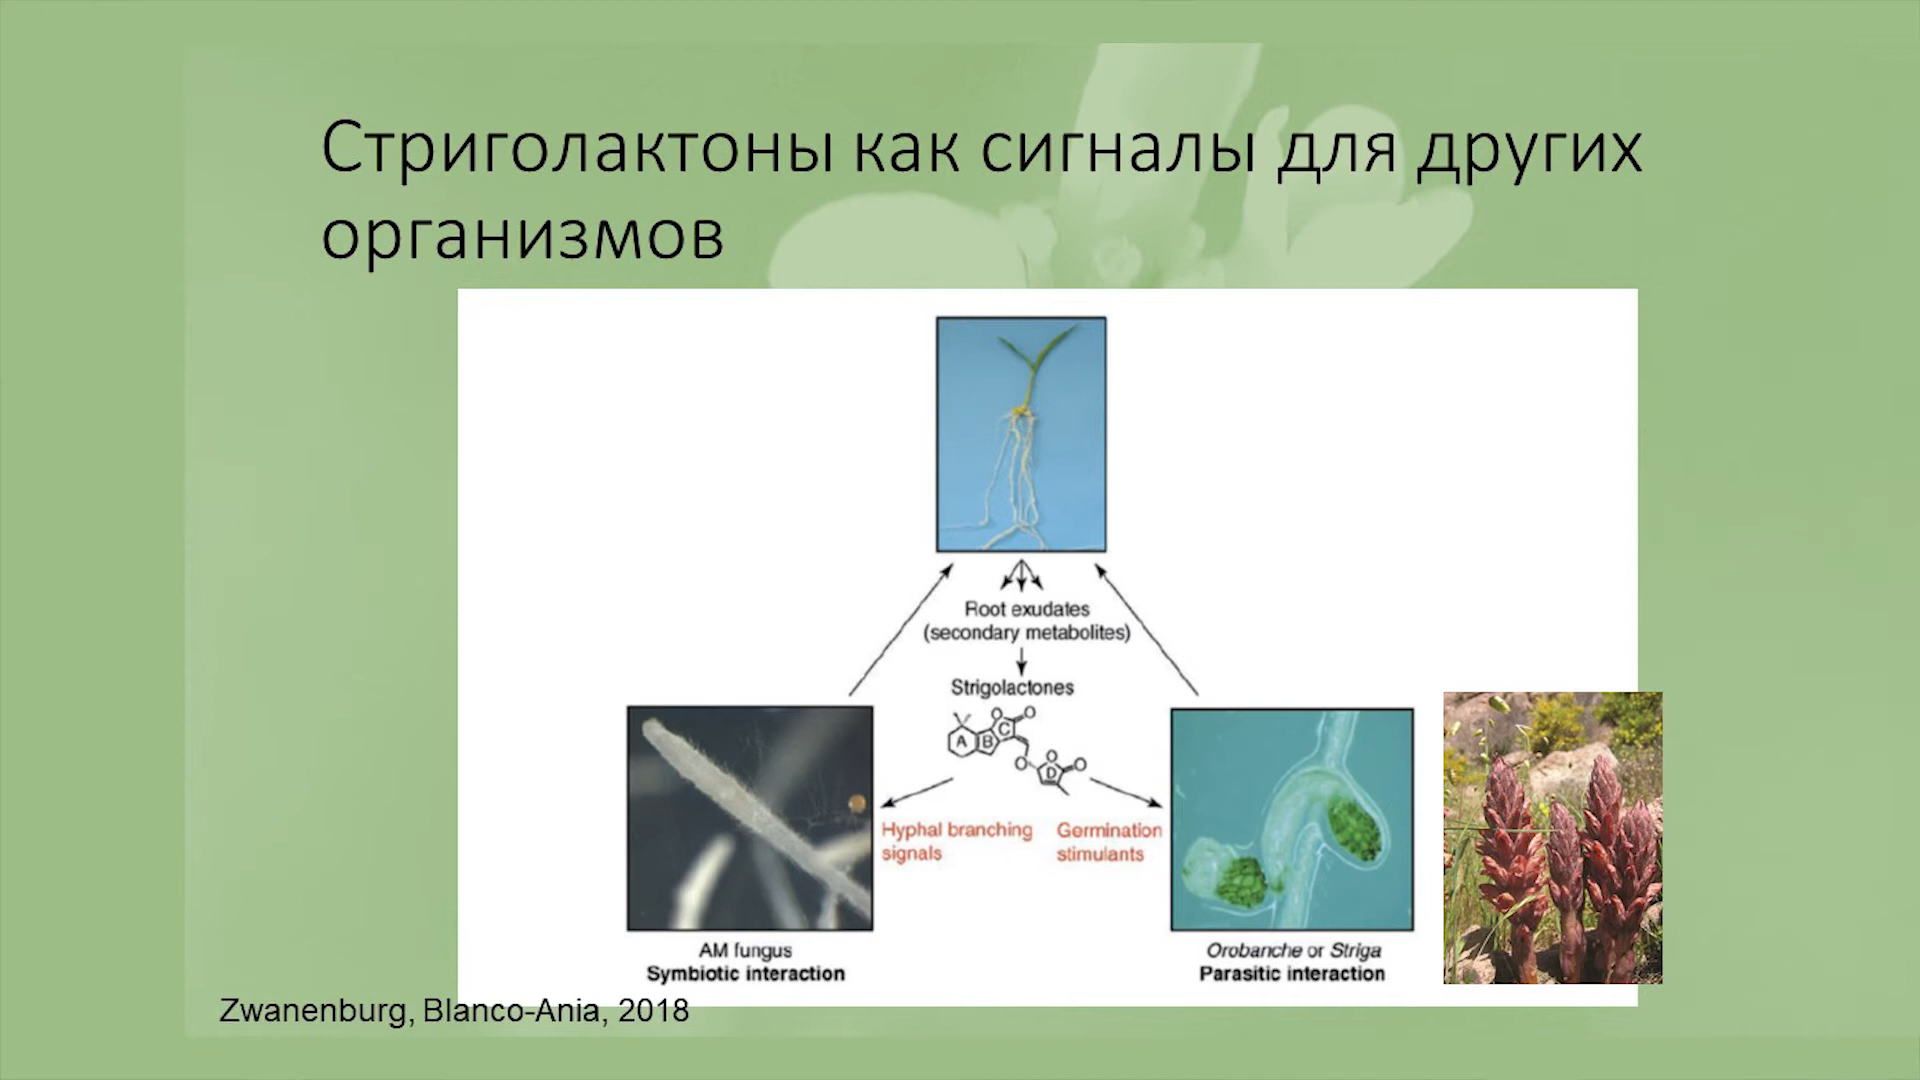 Стриголактоны как сигналы для других
организмов
Root exudates
(secondary metabolites)
Strigolactones
O
O
A
B
C
O
O
D
O
Hyphal branching
signals
Germination
stimulants
AM fungus
Symbiotic interaction
Orobanche or Striga
Parasitic interaction
Zwanenburg, Blanco-Ania, 2018